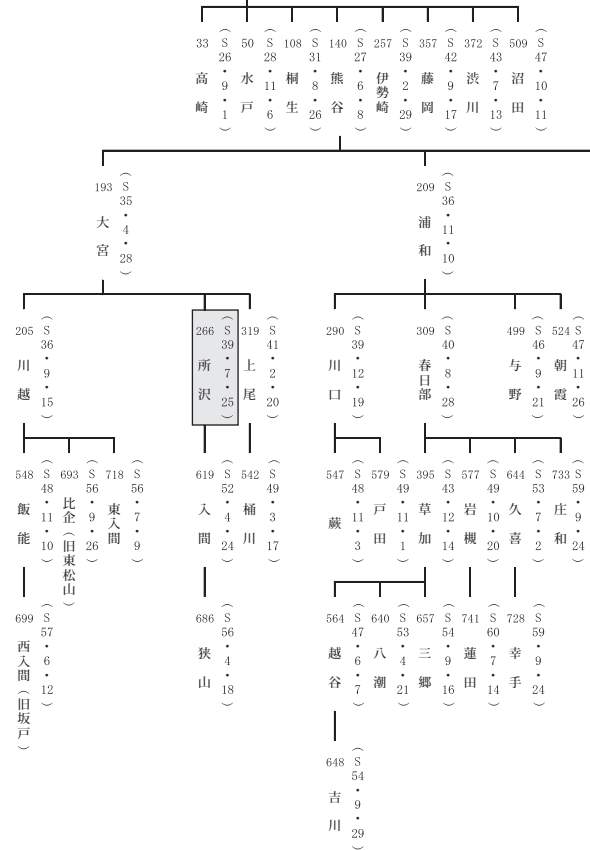 33 高崎 (S26・9・1)
50 水戸 (S28・11・6)
108 桐生 (S31・8・26)
140 熊谷 (S27・6・8)
257 伊勢崎 (S39・2・29)
357 藤岡 (S42・9・17)
372 渋川 (S43・7・13)
509 沼田 (S47・10・11)
193 大宮 (S35・4・28)
209 浦和 (S36・11・10)
205 川越 (S36・9・15)
266 所沢 (S39・7・25)
319 上尾 (S41・2・20)
290 川口 (S39・12・19)
309 春日部 (S40・8・28)
499 与野 (S46・9・21)
524 朝霞 (S47・11・26)
548 飯能 (S48・11・10)
693 比企(旧東松山) (S56・9・26)
718 東入間 (S56・7・9)
619 入間 (S52・4・24)
542 桶川 (S49・3・17)
547 蕨 (S48・11・3)
579 戸田 (S49・11・1)
395 草加 (S43・12・14)
577 岩槻 (S49・10・20)
644 久喜 (S53・7・2)
733 庄和 (S59・9・24)
699 西入間(旧坂戸) (S57・6・12)
686 狭山 (S56・4・18)
564 越谷 (S47・6・7)
640 八潮 (S53・4・21)
657 三郷 (S54・9・16)
741 蓮田 (S60・7・14)
728 幸手 (S59・9・24)
648 吉川 (S54・9・29)